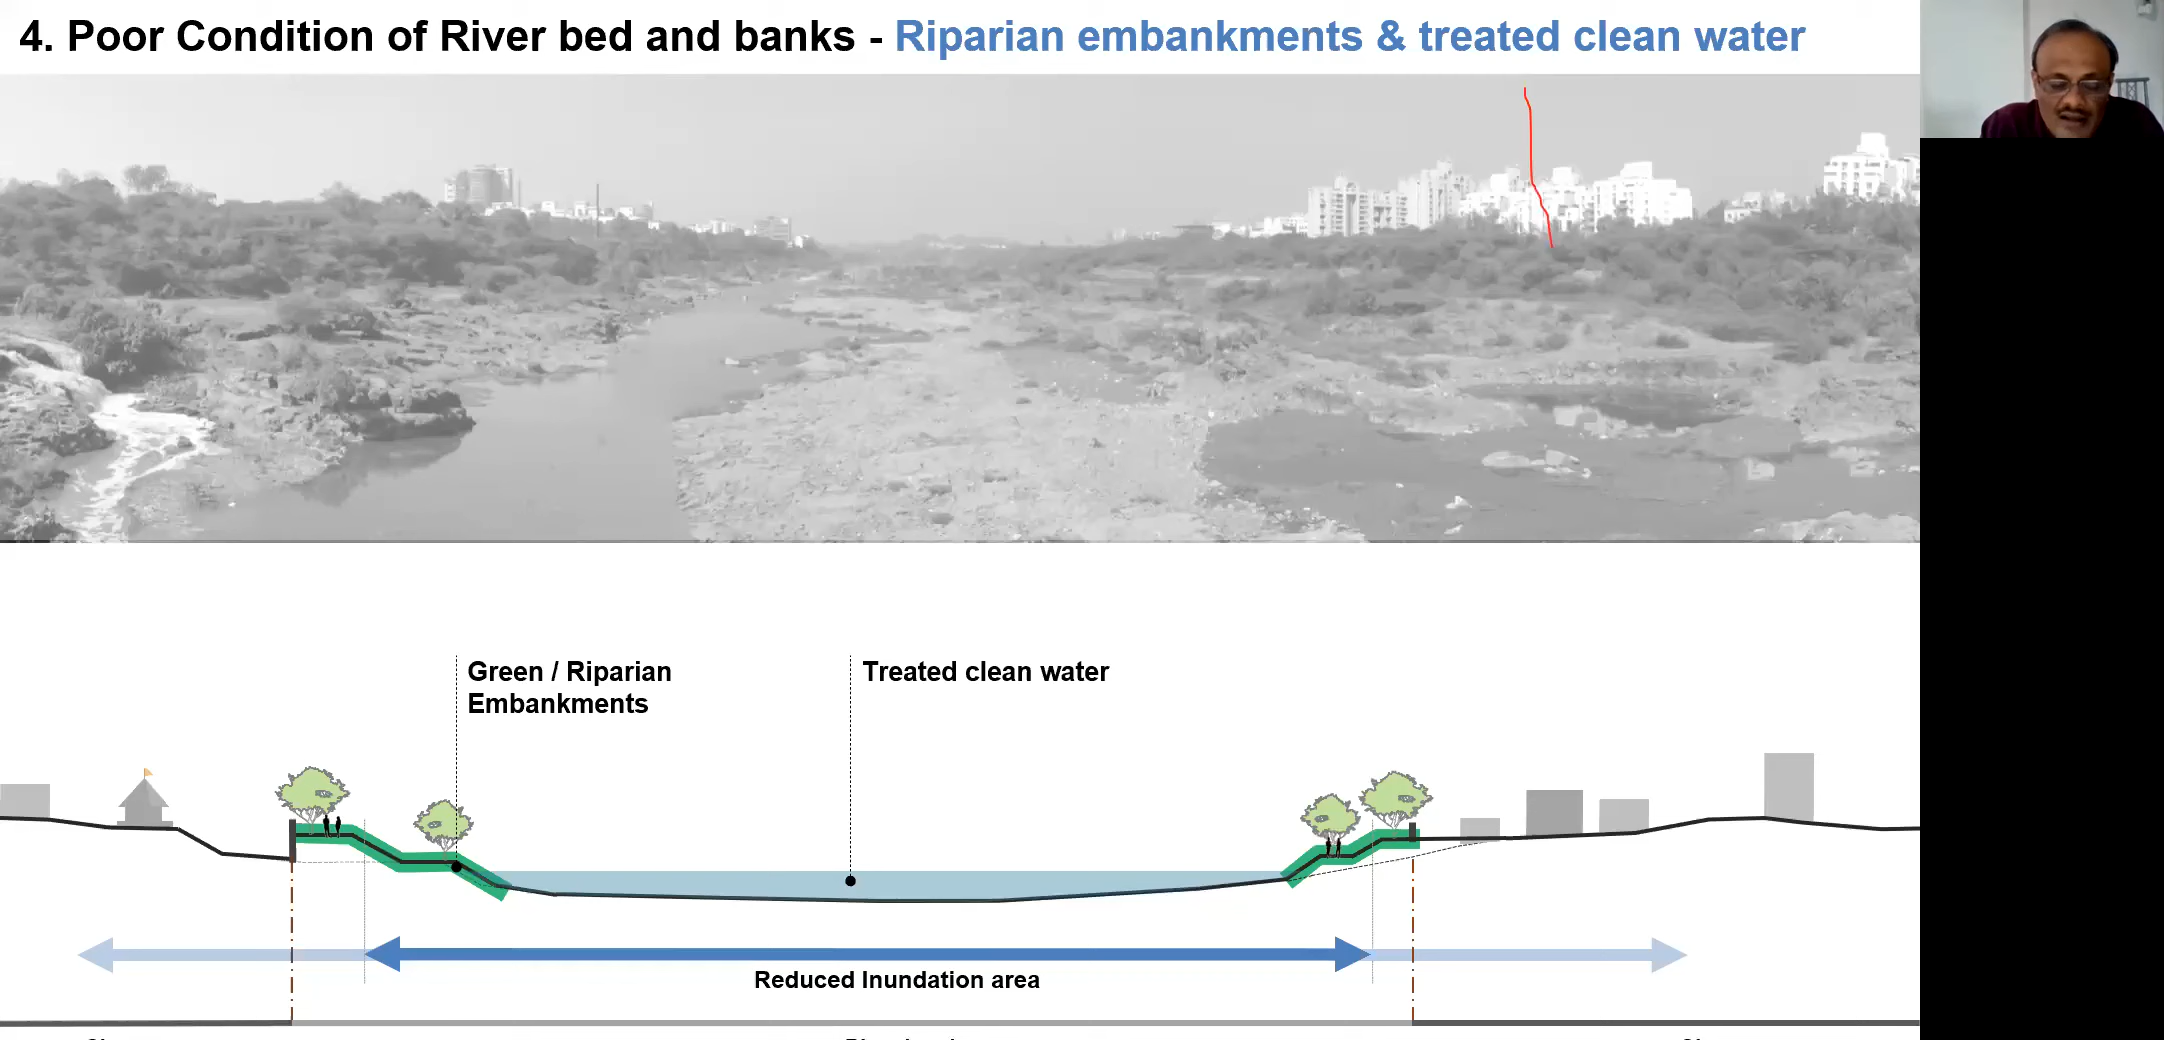 4. Poor Condition of River bed and banks - Riparian embankments & treated clean water
Green / Riparian
Embankments
Treated clean water
Reduced Inundation area